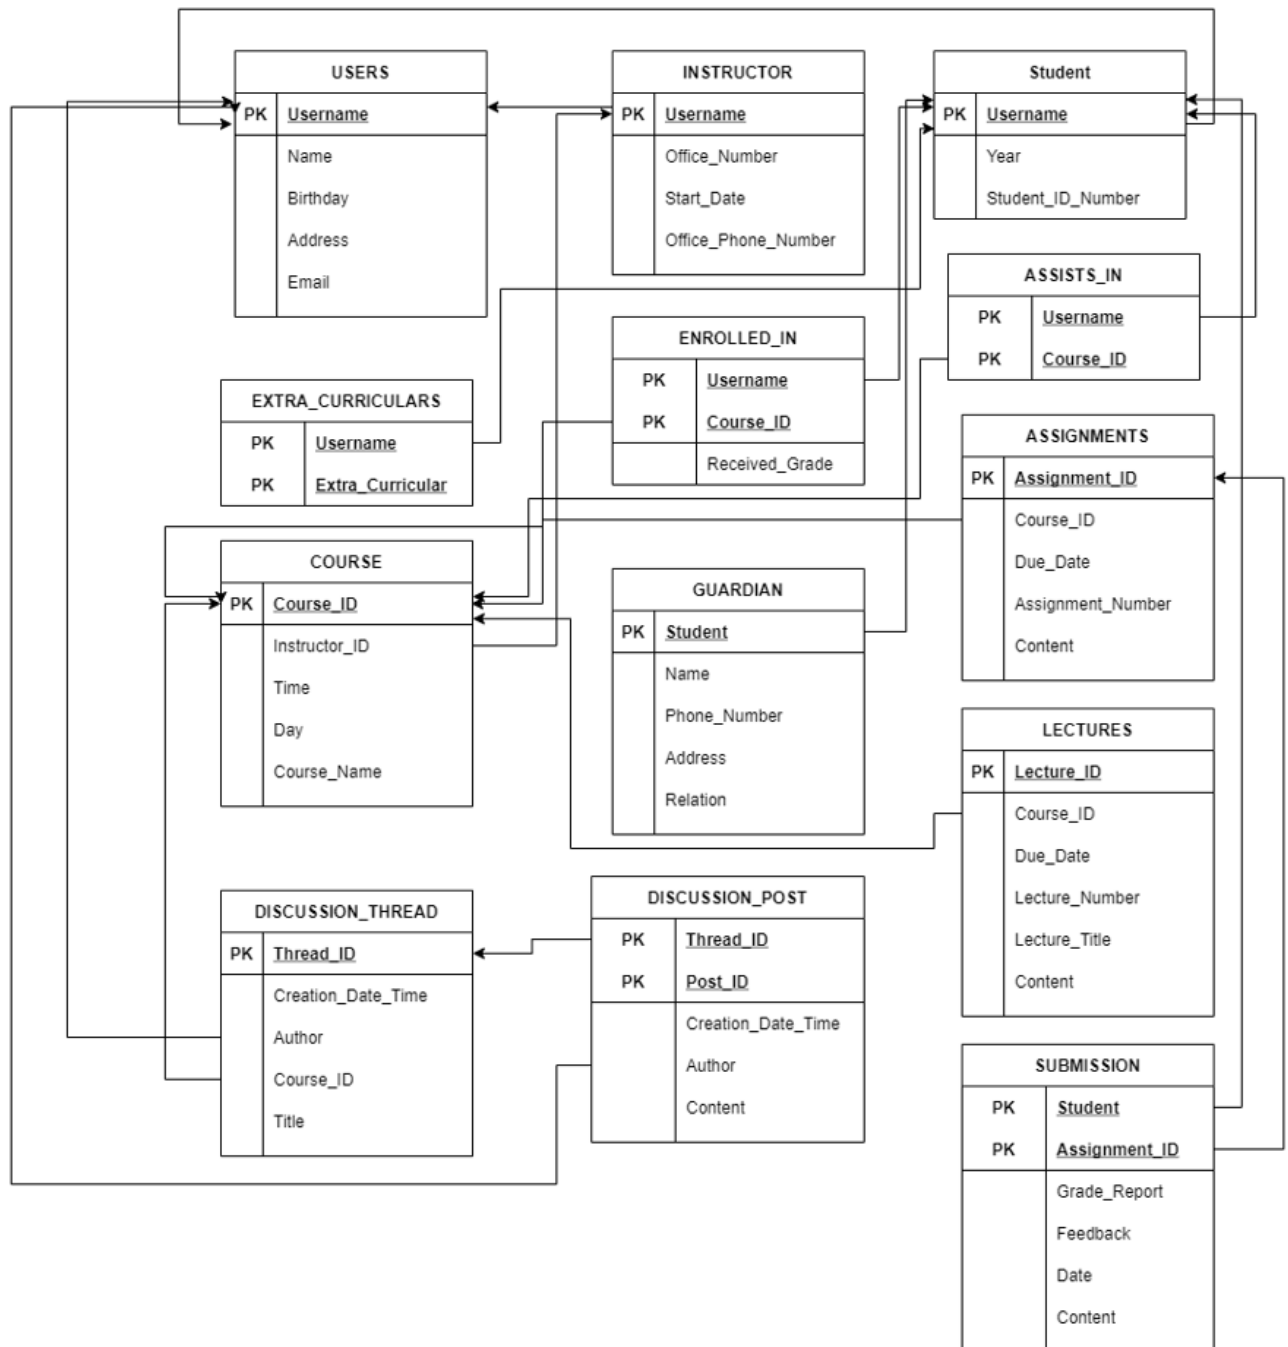 USERS
PK Username
Name
Birthday
Address
Email
INSTRUCTOR
PK Username
Office_Number
Start_Date
Office_Phone_Number
Student
PK Username
Year
Student_ID_Number
ASSISTS_IN
PK Username
PK Course_ID
ENROLLED_IN
PK Username
PK Course_ID
Received_Grade
EXTRA_CURRICULARS
PK Username
PK Extra_Curricular
ASSIGNMENTS
PK Assignment_ID
Course_ID
Due_Date
Assignment_Number
Content
COURSE
PK Course_ID
Instructor_ID
Time
Day
Course_Name
GUARDIAN
PK Student
Name
Phone_Number
Address
Relation
LECTURES
PK Lecture_ID
Course_ID
Due_Date
Lecture_Number
Lecture_Title
Content
DISCUSSION_THREAD
PK Thread_ID
Creation_Date_Time
Author
Course_ID
Title
DISCUSSION_POST
PK Thread_ID
PK Post_ID
Creation_Date_Time
Author
Content
SUBMISSION
PK Student
PK Assignment_ID
Grade_Report
Feedback
Date
Content